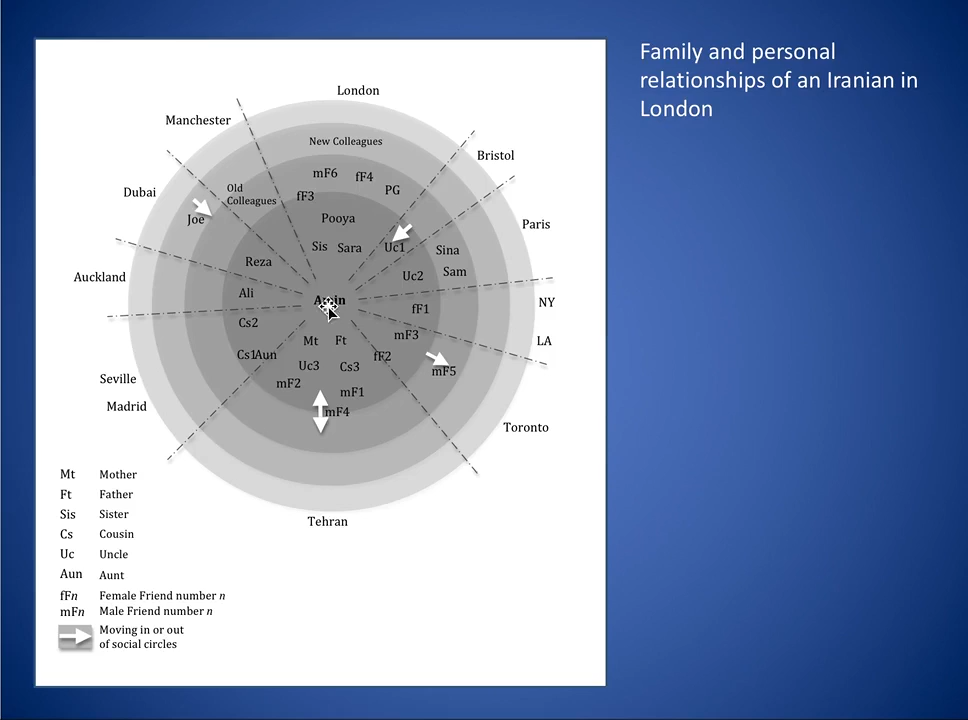 Family and personal
relationships of an Iranian in
London
London
Manchester
New Colleagues
Bristol
Dubai
Old
Colleagues
mF6
fF4
PG
fF3
Joe
Pooya
Paris
Sis
Sara
Uc1
Sina
Reza
Uc2
Sam
Auckland
Ali
NY
fF1
Cs2
mF3
LA
Mt
Ft
Cs1Aun
fF2
Uc3
Cs3
mF5
Seville
mF2
mF1
Madrid
mF4
Toronto
Tehran
Mt Mother
Ft Father
Sis Sister
Cs Cousin
Uc Uncle
Aun Aunt
fFn Female Friend number n
mFn Male Friend number n
Moving in or out
of social circles